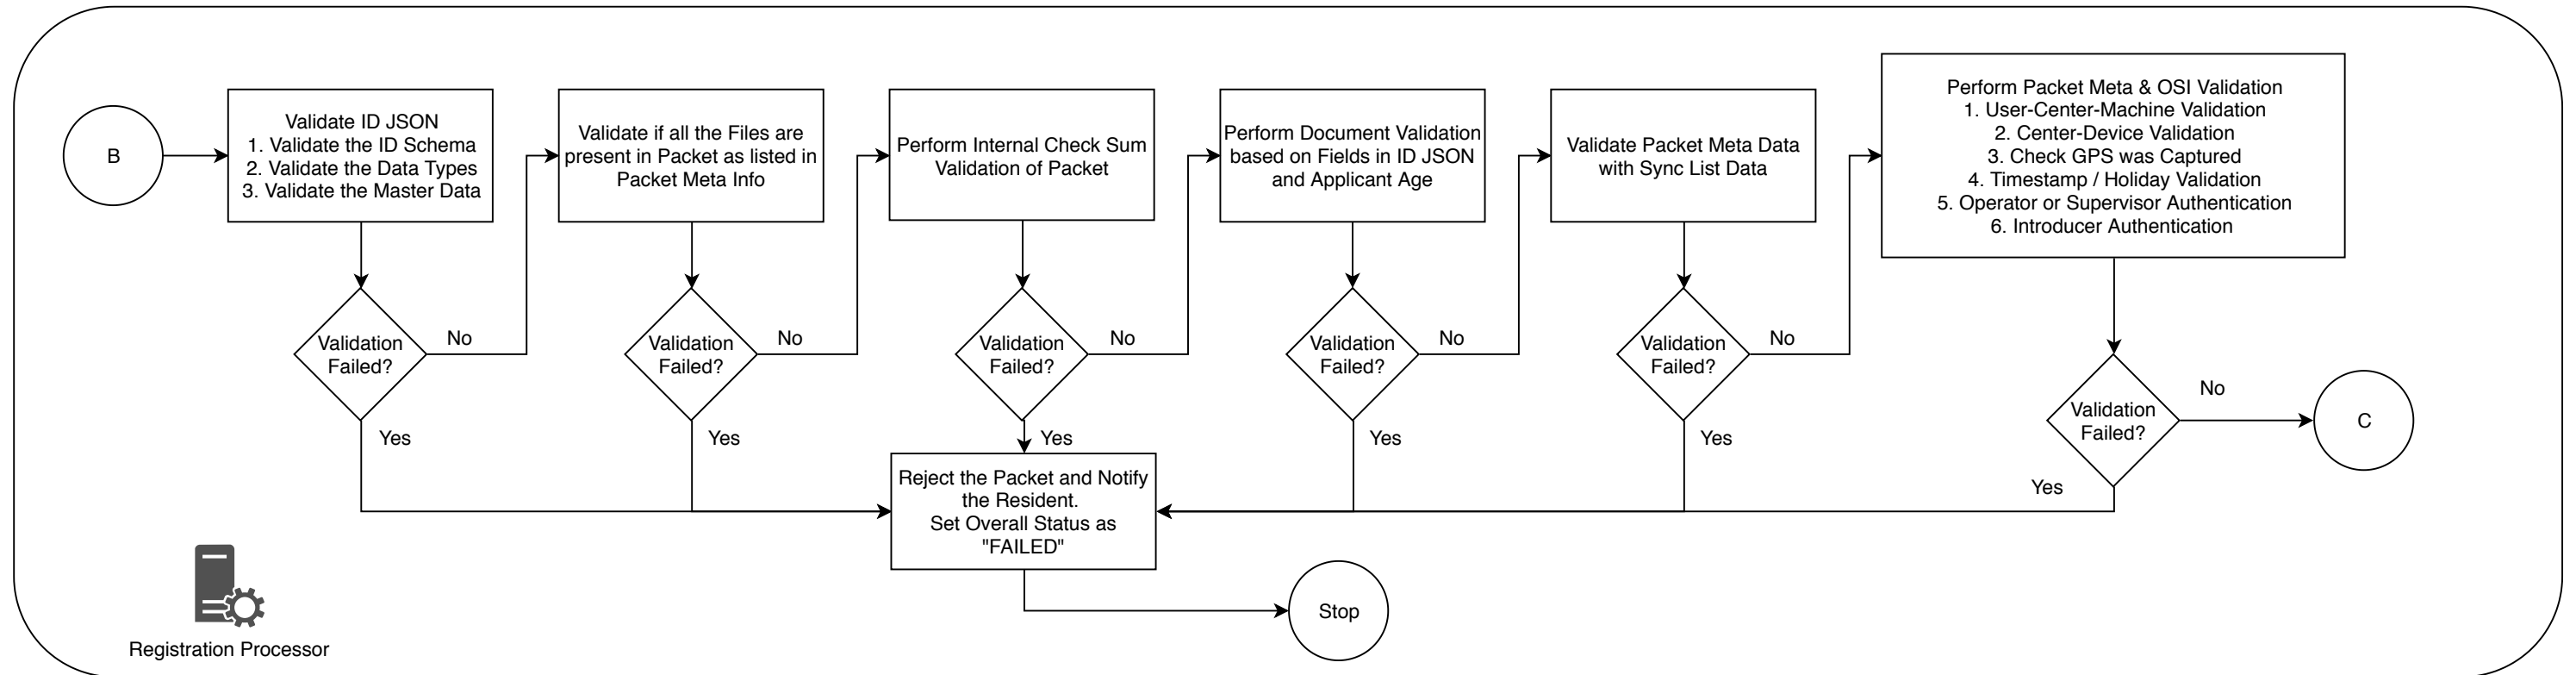 B
Validate ID JSON
1. Validate the ID Schema
2. Validate the Data Types
3. Validate the Master Data
Validate if all the Files are
present in Packet as listed in
Packet Meta Info
Perform Internal Check Sum
Validation of Packet
Perform Document Validation
based on Fields in ID JSON
and Applicant Age
Validate Packet Meta Data
with Sync List Data
Perform Packet Meta & OSI Validation
1. User-Center-Machine Validation
2. Center-Device Validation
3. Check GPS was Captured
4. Timestamp / Holiday Validation
5. Operator or Supervisor Authentication
6. Introducer Authentication
Validation
Failed?
No
Yes
Validation
Failed?
No
Yes
Validation
Failed?
No
Yes
Validation
Failed?
No
Yes
Validation
Failed?
No
Yes
Validation
Failed?
No
Yes
C
Reject the Packet and Notify
the Resident.
Set Overall Status as
"FAILED"
Stop
Registration Processor